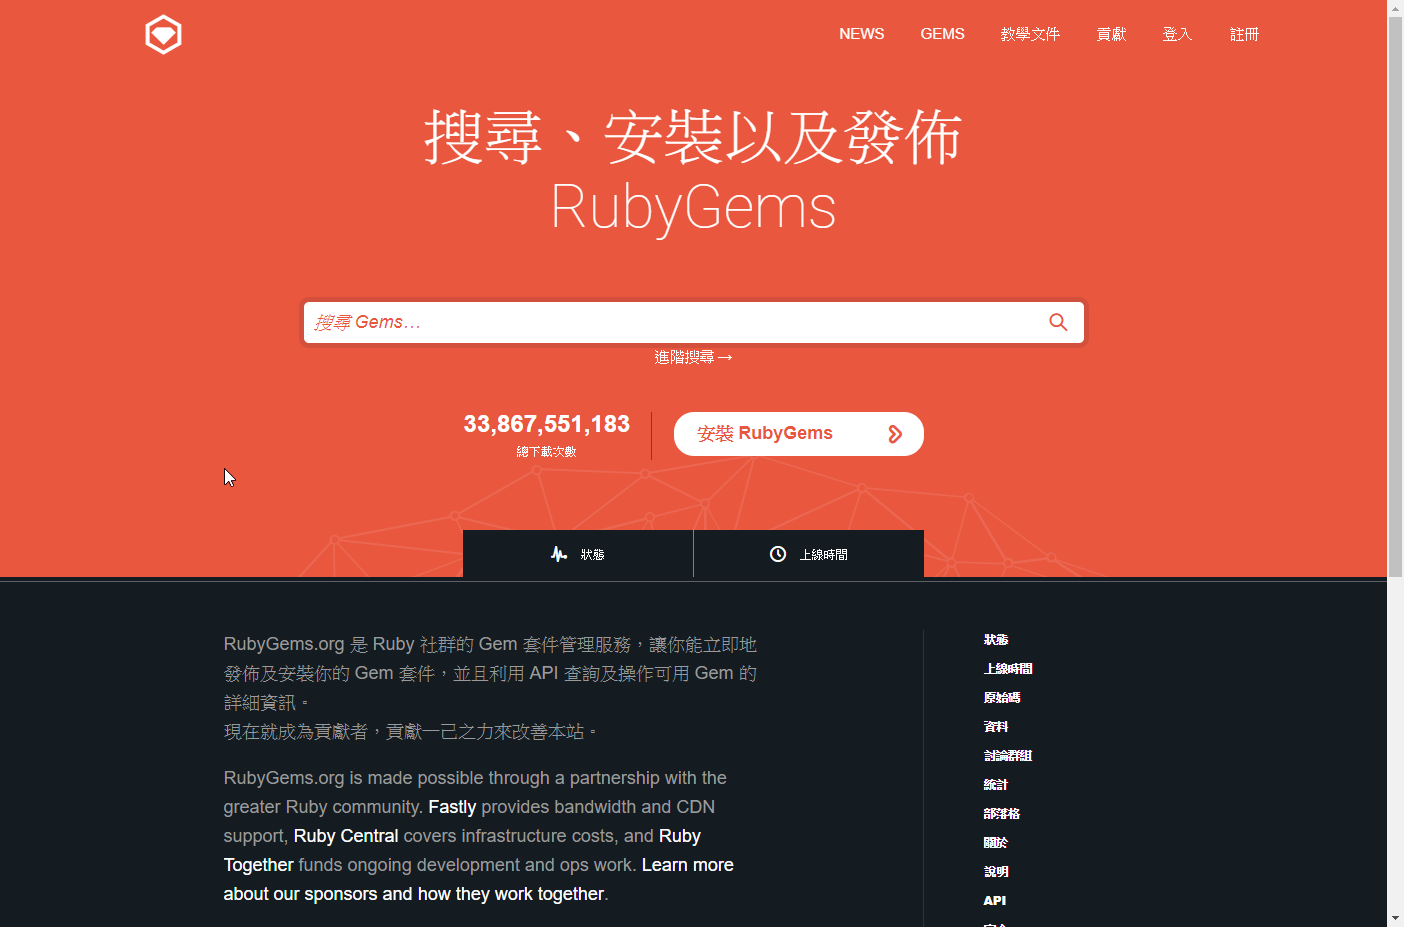 NEWS GEMS 教學文件 貢獻 登入 註冊
搜尋、安裝以及發佈
RubyGems
搜尋 Gems…
進階搜尋 →
33,867,551,183
總下載次數
安裝 RubyGems
狀態
上線時間
RubyGems.org 是 Ruby 社群的 Gem 套件管理服務，讓你能立即地
發佈及安裝你的 Gem 套件，並且利用 API 查詢及操作可用 Gem 的
詳細資訊。
現在就成為貢獻者，貢獻一己之力來改善本站。
RubyGems.org is made possible through a partnership with the
greater Ruby community. Fastly provides bandwidth and CDN
support, Ruby Central covers infrastructure costs, and Ruby
Together funds ongoing development and ops work. Learn more
about our sponsors and how they work together.
狀態
上線時間
原始碼
資料
討論群組
統計
部落格
關於
說明
API